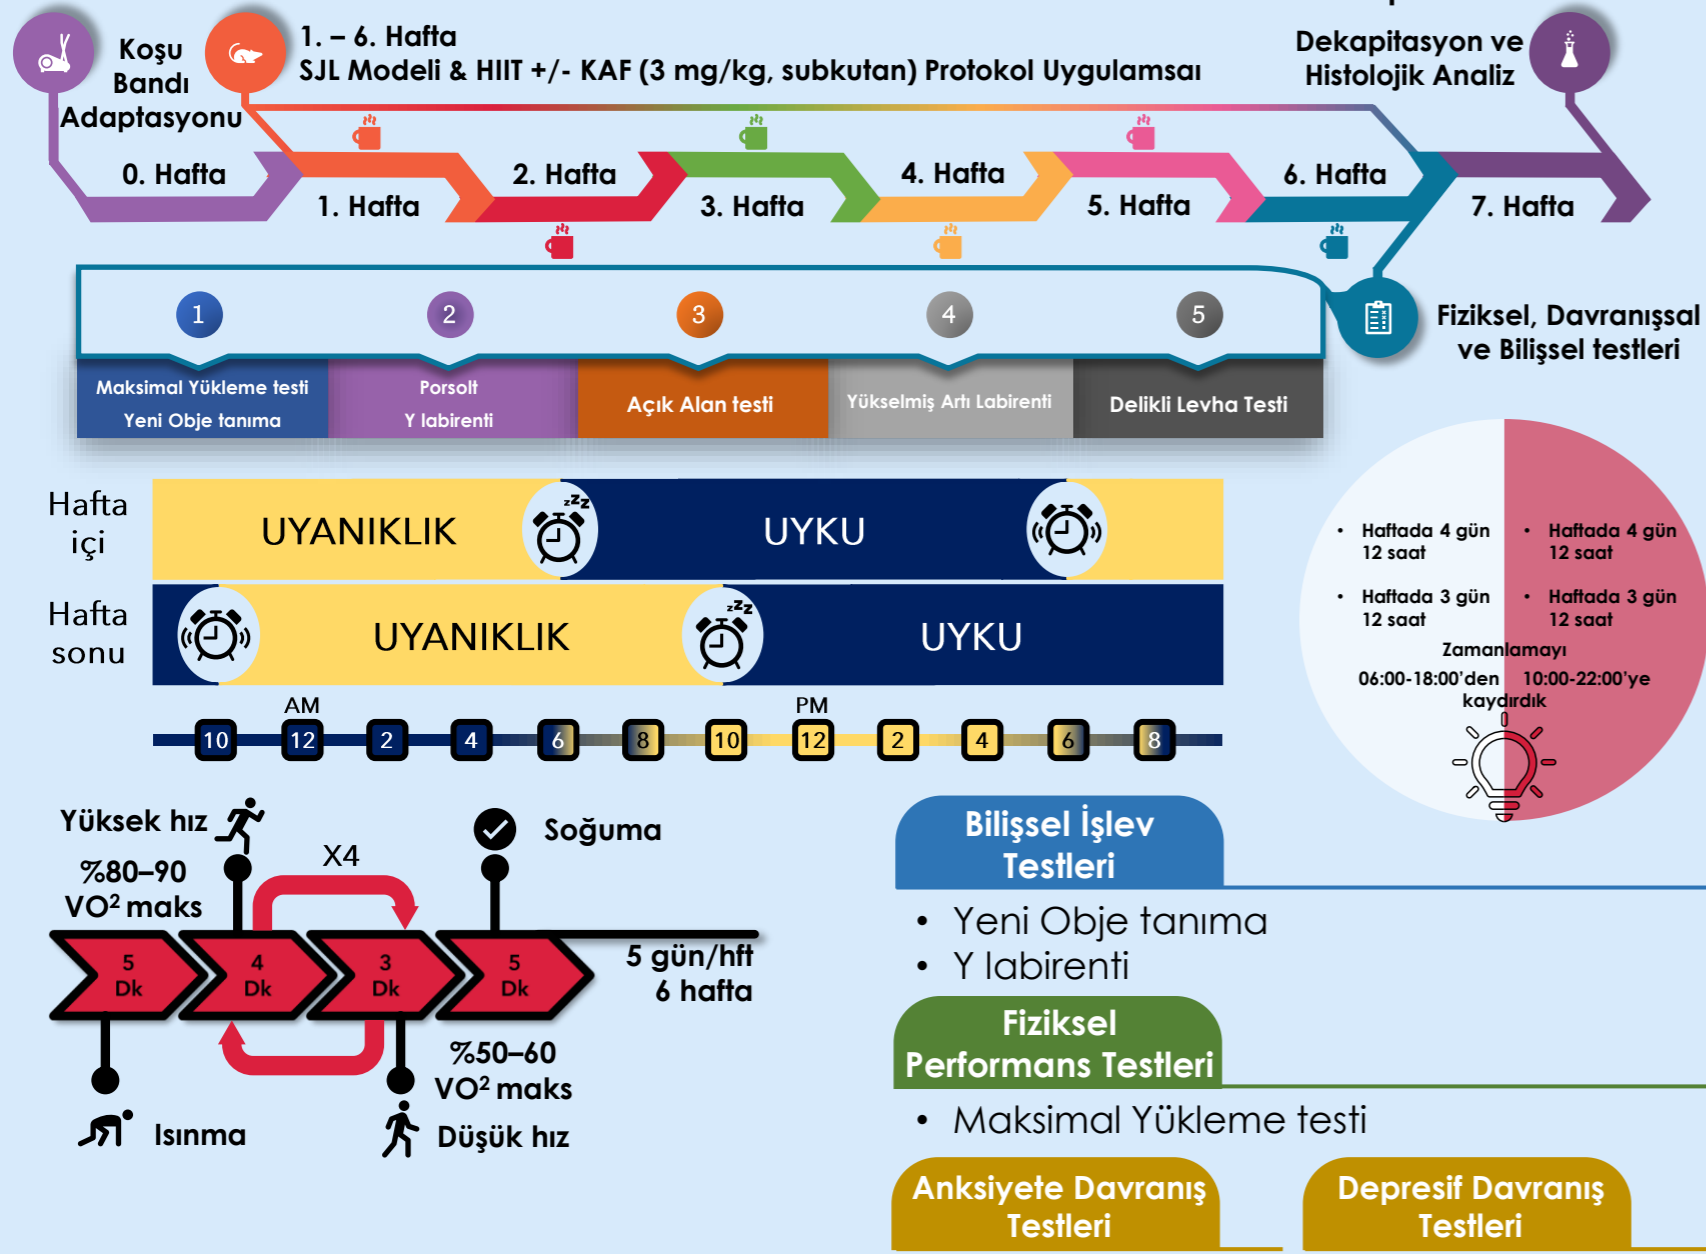 Koşu
Bandı
Adaptasyonu
1. – 6. Hafta
SJL Modeli & HIIT +/- KAF (3 mg/kg, subkutan) Protokol Uygulamsaı
Dekapitasyon ve
Histolojik Analiz
0. Hafta
1. Hafta
2. Hafta
3. Hafta
4. Hafta
5. Hafta
6. Hafta
7. Hafta
1
2
3
4
5
Maksimal Yükleme testi
Yeni Obje tanıma
Porsolt
Y labirenti
Açık Alan testi
Yükselmiş Artı Labirenti
Delikli Levha Testi
Fiziksel, Davranışsal
ve Bilişsel testleri
Hafta
içi
UYANIKLIK
zzZz
UYKU
Hafta
sonu
UYANIKLIK
zzZ
UYKU
AM
PM
10 12 2 4 6 8 10 12 2 4 6 8
• Haftada 4 gün
12 saat
• Haftada 3 gün
12 saat
• Haftada 4 gün
12 saat
• Haftada 3 gün
12 saat
Zamanlamayı
06:00-18:00'den 10:00-22:00'ye
kaydırdık
Yüksek hız
%80–90
VO² maks
X4
Soğuma
5
Dk
4
Dk
3
Dk
5
Dk
5 gün/hft
6 hafta
Isınma
%50–60
VO² maks
Düşük hız
Bilişsel İşlev
Testleri
• Yeni Obje tanıma
• Y labirenti
Fiziksel
Performans Testleri
• Maksimal Yükleme testi
Anksiyete Davranış
Testleri
Depresif Davranış
Testleri